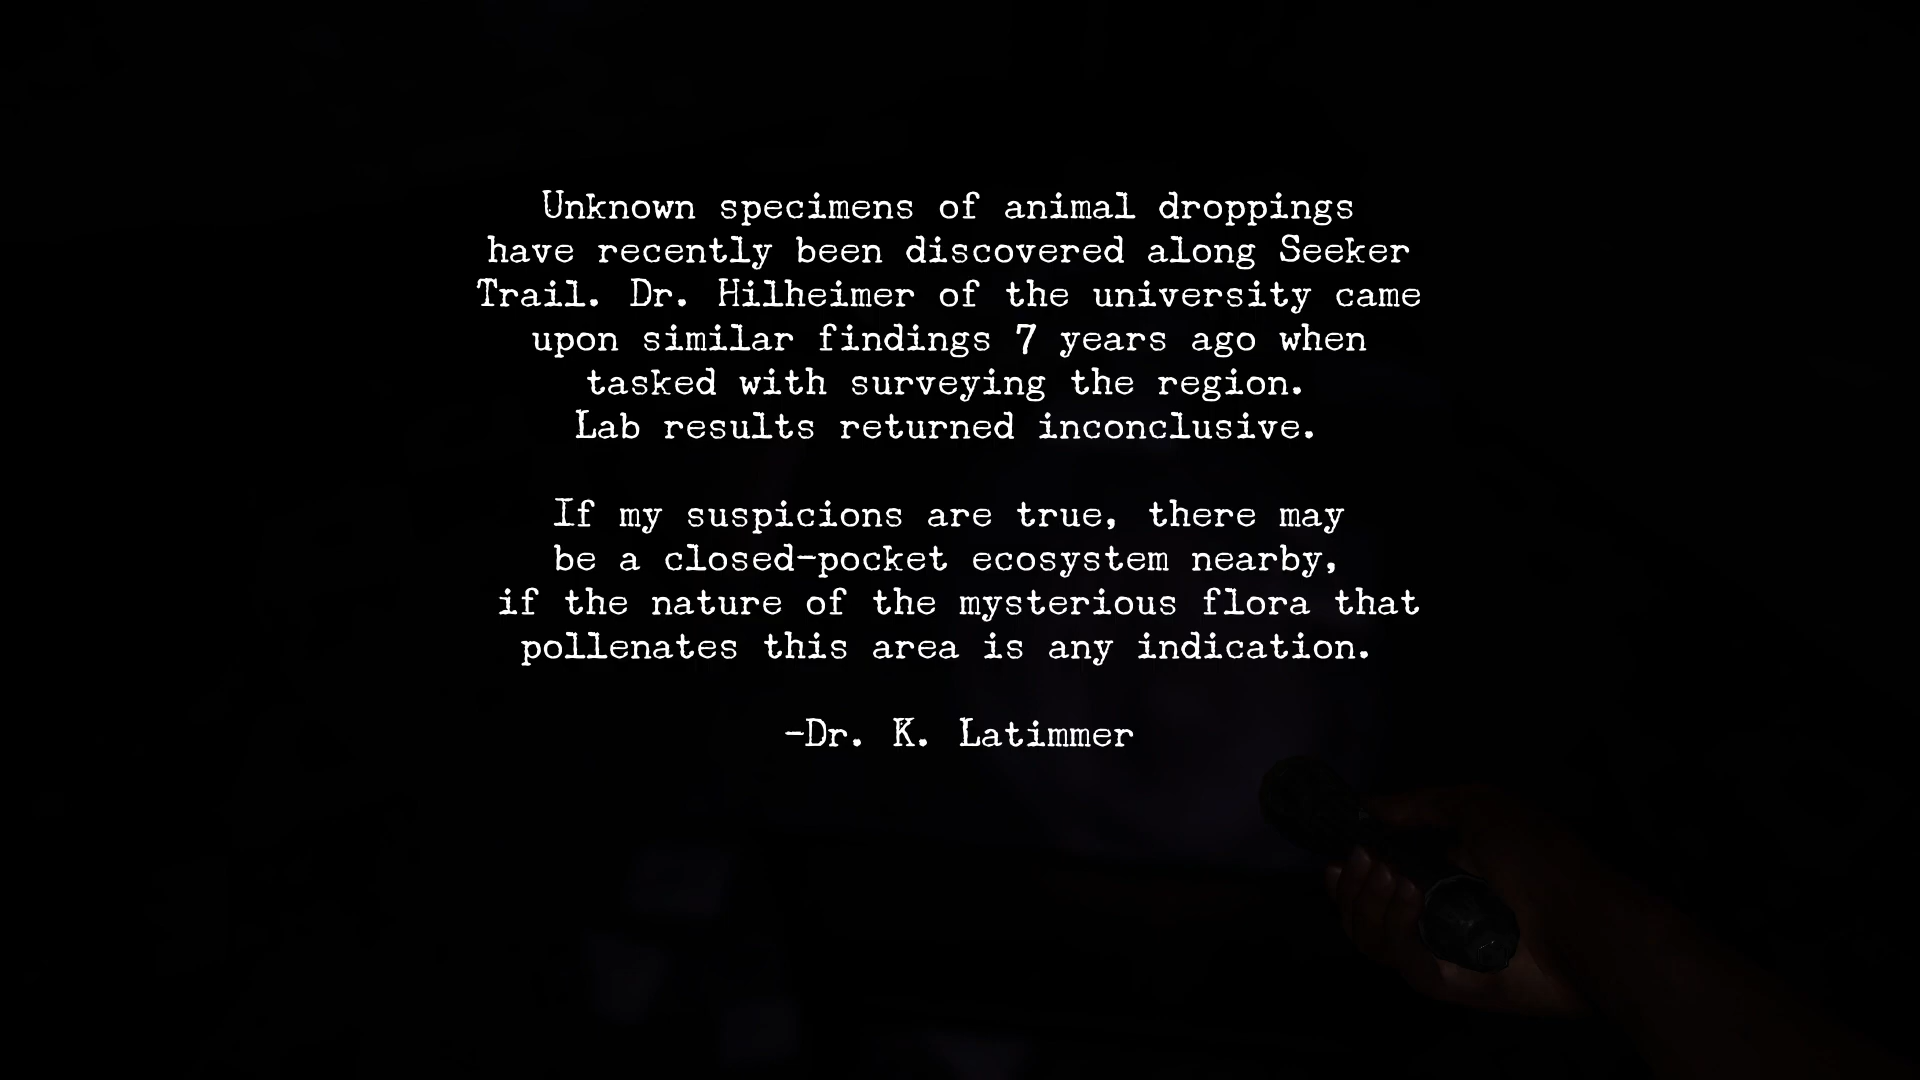 Unknown specimens of animal droppings
have recently been discovered along Seeker
Trail. Dr. Hilheimer of the university came
upon similar findings 7 years ago when
tasked with surveying the region.
Lab results returned inconclusive.
If my suspicions are true, there may
be a closed-pocket ecosystem nearby,
if the nature of the mysterious flora that
pollenates this area is any indication.
-Dr. K. Latimmer